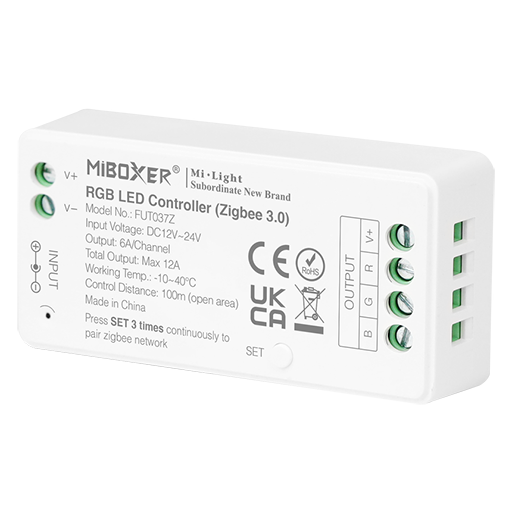 MiBOXER®
Mi·Light
Subordinate New Brand
RGB LED Controller (Zigbee 3.0)
Model No.: FUT037Z
Input Voltage: DC12V~24V
Output: 6A/Channel
Total Output: Max 12A
Working Temp.: -10~40°C
Control Distance: 100m (open area)
Made in China
Press SET 3 times continuously to
pair zigbee network
V+
V−
INPUT
SET
CE
RoHS
UK
CA
OUTPUT
V+
R
G
B